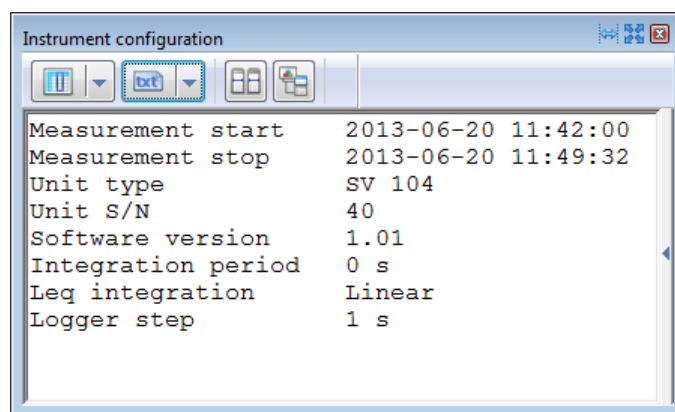 Instrument configuration
txt
Measurement start 2013-06-20 11:42:00
Measurement stop 2013-06-20 11:49:32
Unit type SV 104
Unit S/N 40
Software version 1.01
Integration period 0 s
Leq integration Linear
Logger step 1 s